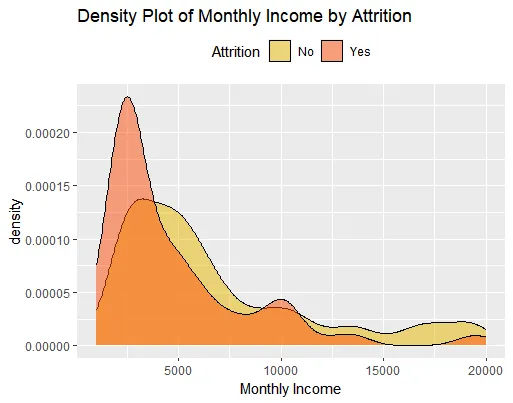 Density Plot of Monthly Income by Attrition
Attrition No Yes
density
0.00020
0.00015
0.00010
0.00005
0.00000
5000 10000 15000 20000
Monthly Income